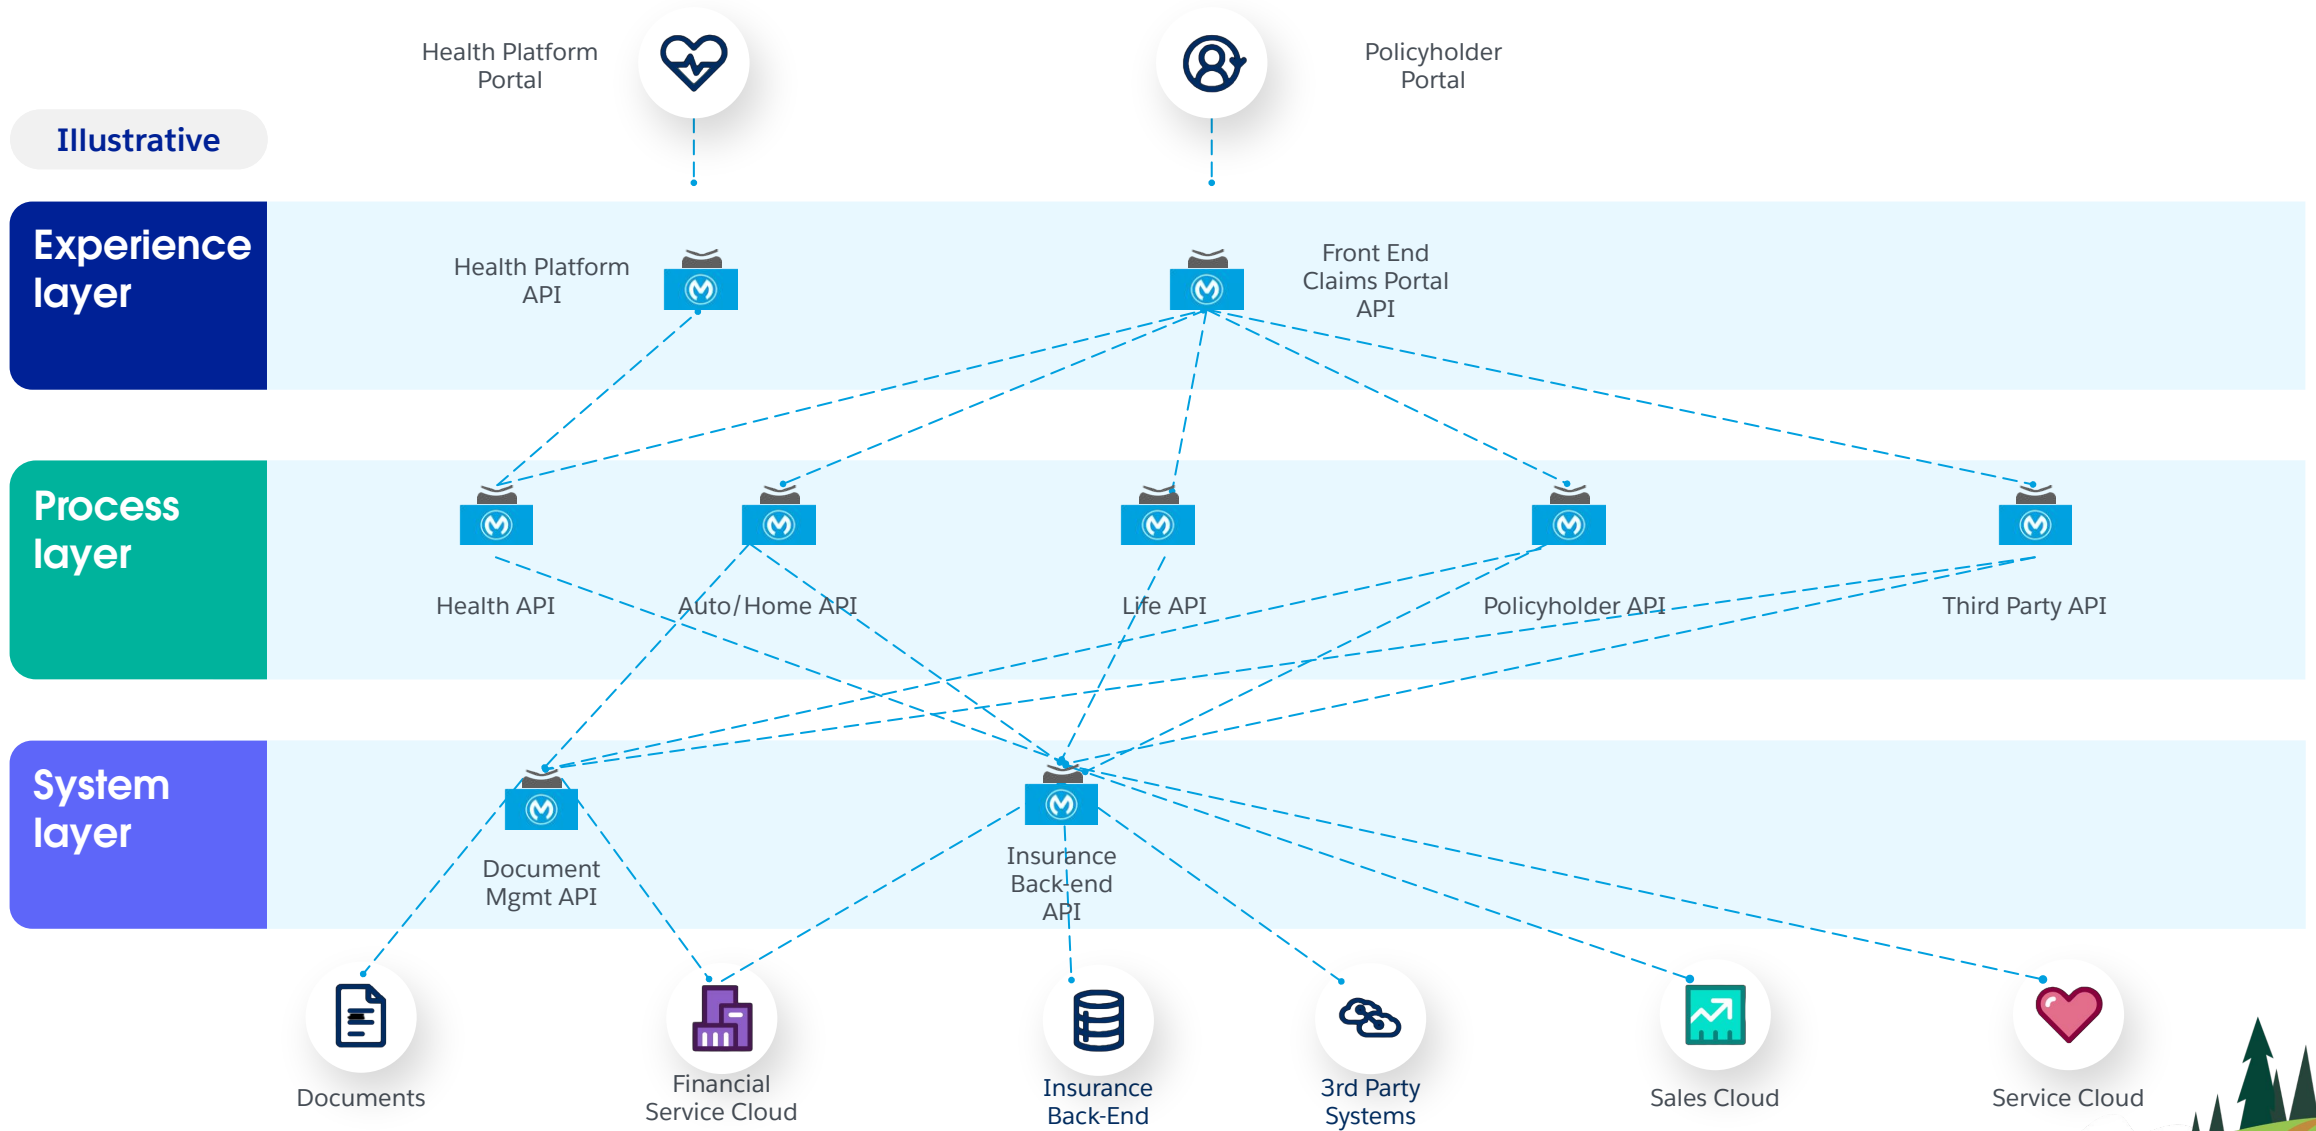 Health Platform
Portal
Policyholder
Portal
Illustrative
Experience
layer
Health Platform
API
Front End
Claims Portal
API
Process
layer
Health API
Auto/Home API
Life API
Policyholder API
Third Party API
System
layer
Document
Mgmt API
Insurance
Back-end
API
Documents
Financial
Service Cloud
Insurance
Back-End
3rd Party
Systems
Sales Cloud
Service Cloud